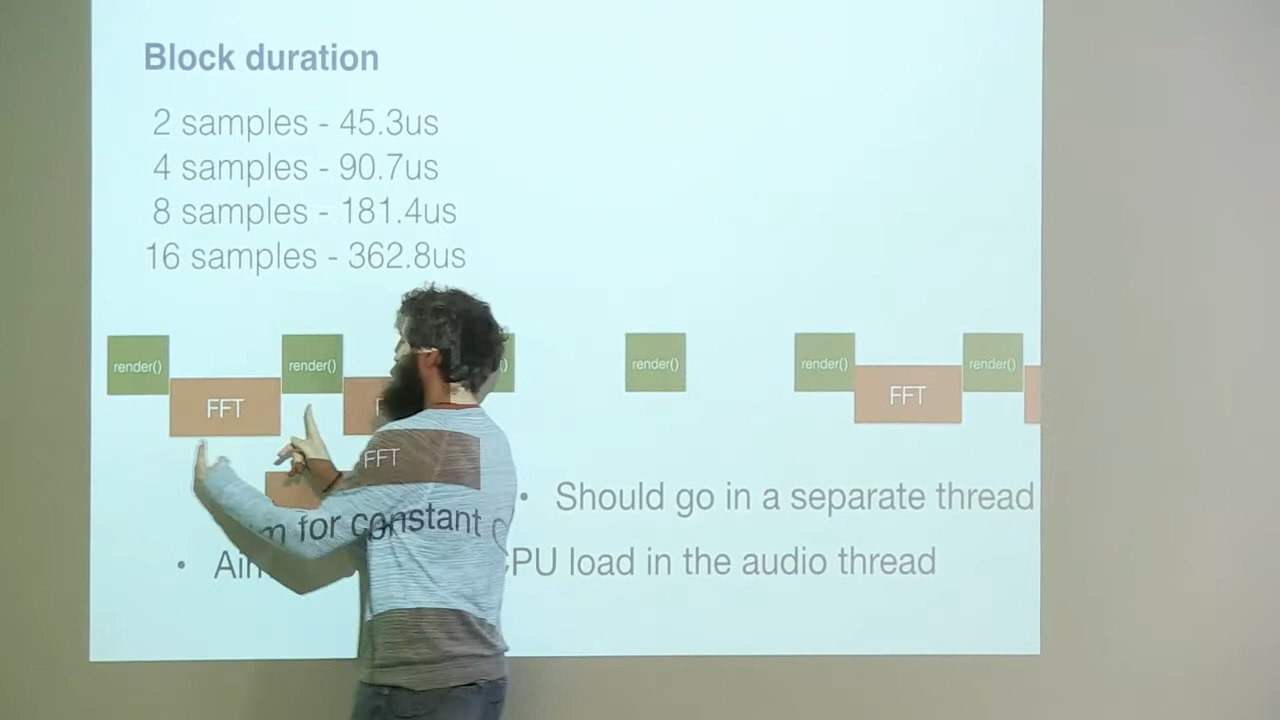 Block duration
2 samples - 45.3us
4 samples - 90.7us
8 samples - 181.4us
16 samples - 362.8us
render() render() render() render() render()
FFT FFT
FFT
Should go in a separate thread
for constant
CPU load in the audio thread